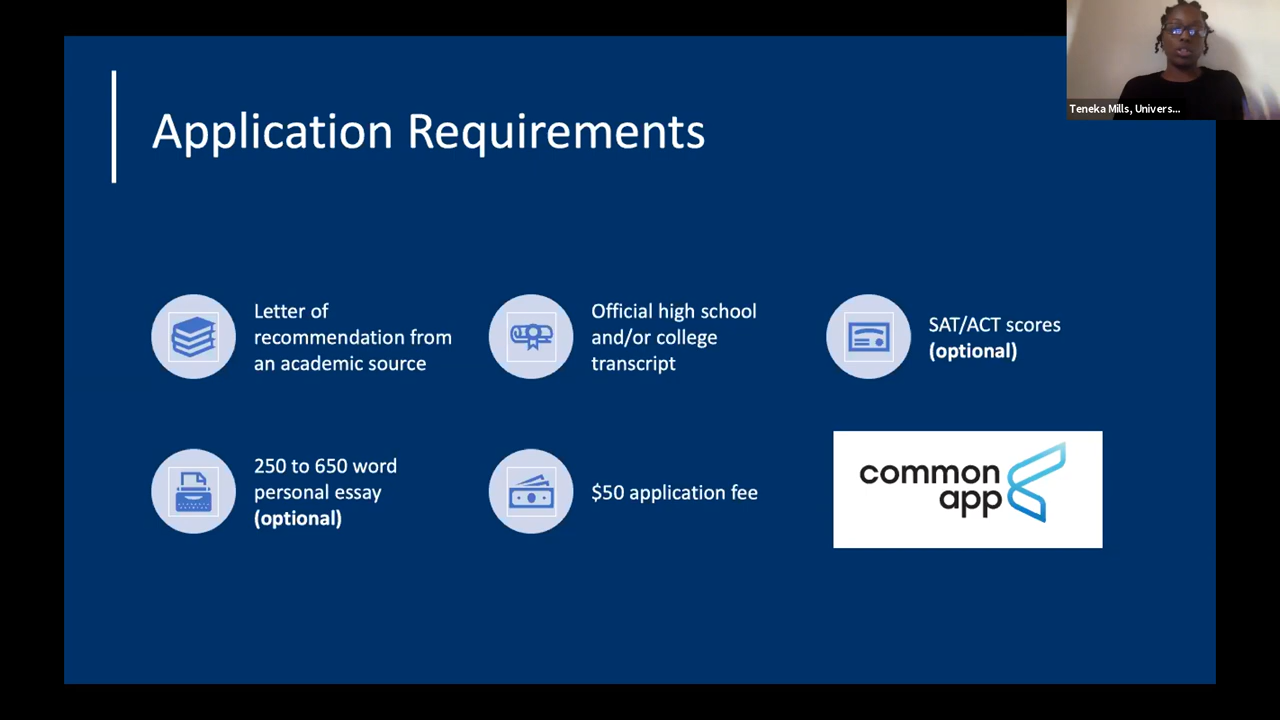 Teneka Mills, Univers...
Application Requirements
Letter of
recommendation from
an academic source
Official high school
and/or college
transcript
SAT/ACT scores
(optional)
250 to 650 word
personal essay
(optional)
$50 application fee
common
app